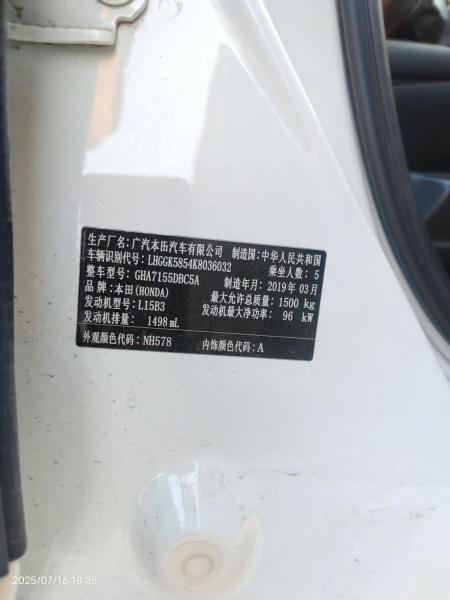 生产厂名：广汽本田汽车有限公司 制造国：中华人民共和国
车辆识别代号：LHGGK5854K8036032 乘坐人数：5
整车型号：GHA7155DBC5A 制造年月：2019年03月
品牌：本田(HONDA) 最大允许总质量：1500 kg
发动机型号：L15B3 发动机最大净功率：96 kW
发动机排量：1498 mL
外观颜色代码：NH578 内饰颜色代码：A
2025/07/16 18:35